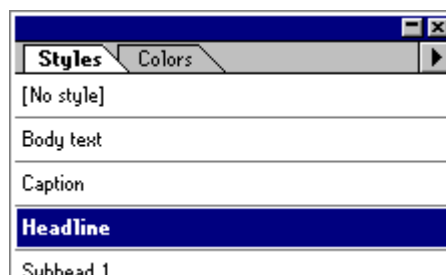 Styles Colors
[No style]
Body text
Caption
Headline
Subhead 1